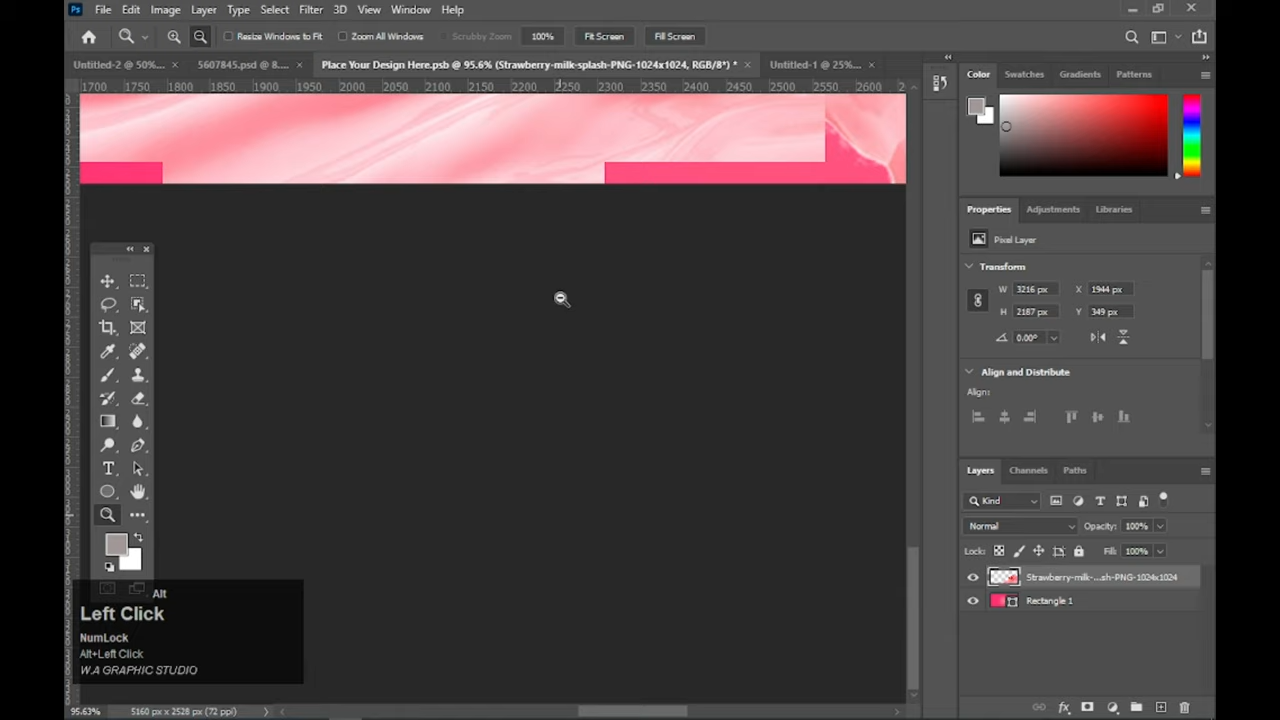 Ps File Edit Image Layer Type Select Filter 3D View Window Help
Resize Windows to Fit Zoom All Windows Scrubby Zoom 100% Fit Screen Fill Screen
Untitled-2 @ 50%... × 5607845.psd @ 8.... × Place Your Design Here.psb @ 95.6% (Strawberry-milk-splash-PNG-1024x1024, RGB/8*) * × Untitled-1 @ 25%... ×
1700 1750 1800 1850 1900 1950 2000 2050 2100 2150 2200 2250 2300 2350 2400 2450 2500 2550 2600
Color Swatches Gradients Patterns
Properties Adjustments Libraries
Pixel Layer
Transform
W 3216 px X 1944 px
H 2187 px Y 349 px
0.00°
Align and Distribute
Align:
Layers Channels Paths
Kind
Normal Opacity: 100%
Lock: Fill: 100%
Strawberry-milk-...sh-PNG-1024x1024
Rectangle 1
Alt
Left Click
NumLock
Alt+Left Click
W.A GRAPHIC STUDIO
95.63% 5160 px x 2528 px (72 ppi)